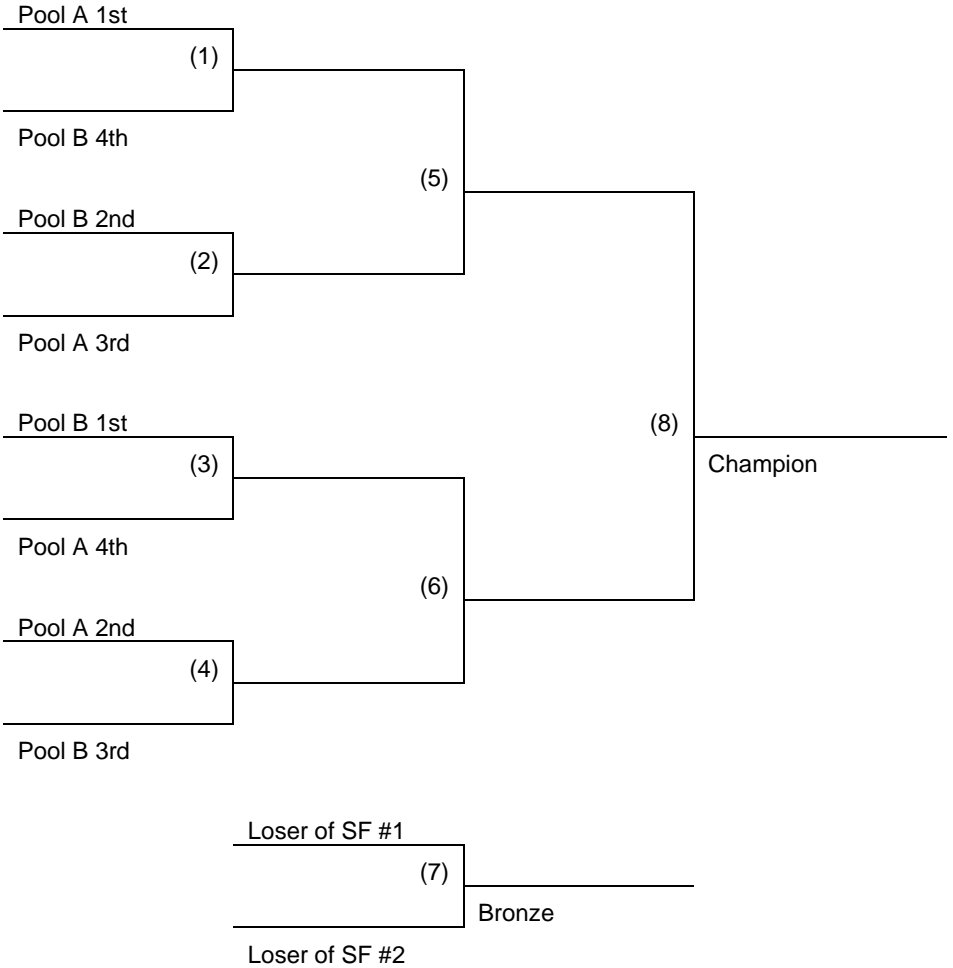 Pool A 1st
(1)
Pool B 4th
(5)
Pool B 2nd
(2)
Pool A 3rd
Pool B 1st
(8)
(3)
Champion
Pool A 4th
(6)
Pool A 2nd
(4)
Pool B 3rd
Loser of SF #1
(7)
Bronze
Loser of SF #2